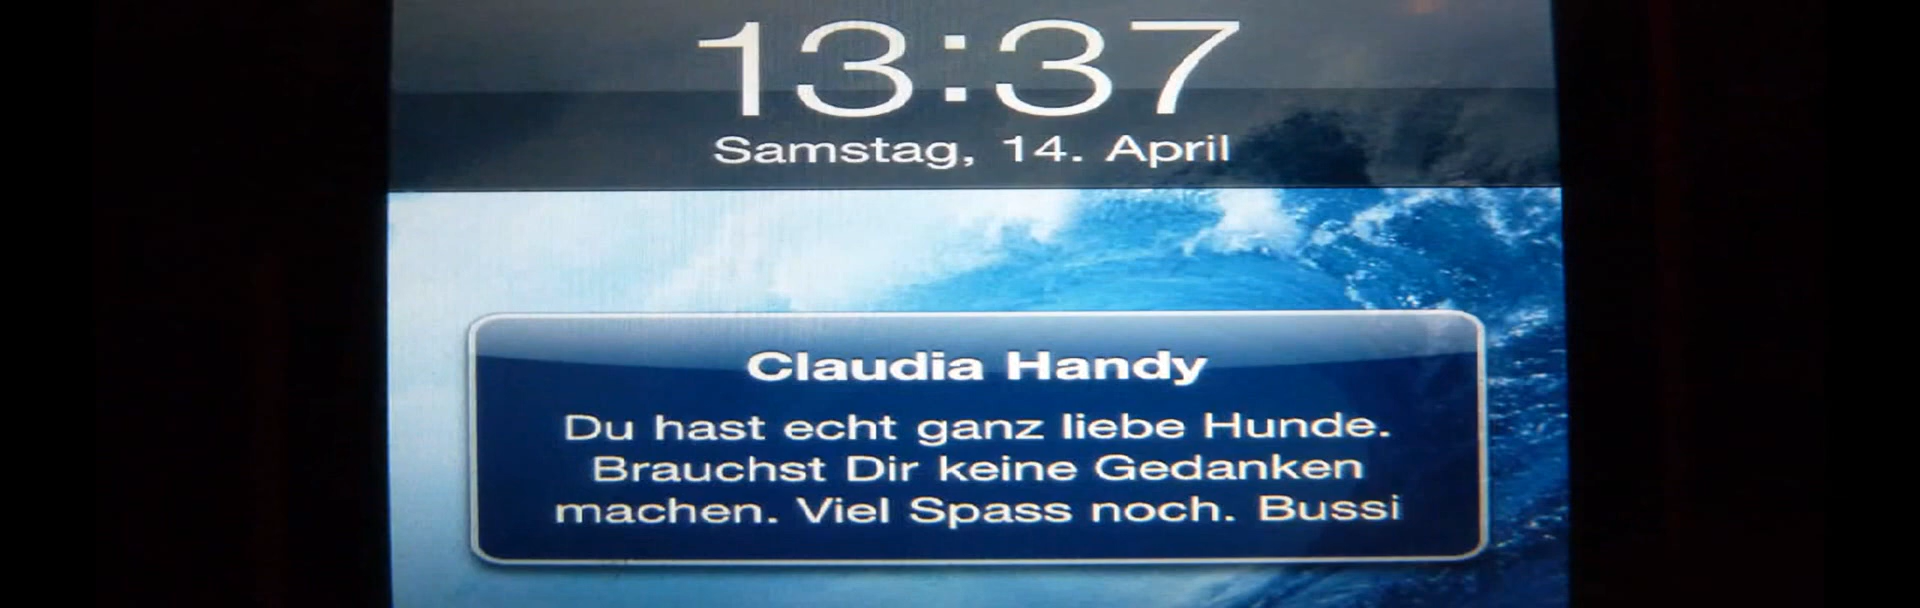 13:37
Samstag, 14. April
Claudia Handy
Du hast echt ganz liebe Hunde.
Brauchst Dir keine Gedanken
machen. Viel Spass noch. Bussi